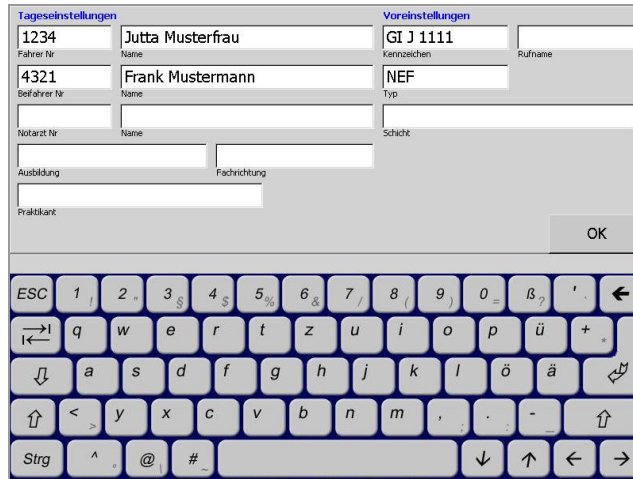 Tageseinstellungen Voreinstellungen
1234 Jutta Musterfrau GI J 1111
Fahrer Nr Name Kennzeichen Rufname
4321 Frank Mustermann NEF
Beifahrer Nr Name Typ
Notarzt Nr Name Schicht
Ausbildung Fachrichtung
Praktikant
OK
ESC 1 ! 2 " 3 § 4 $ 5 % 6 & 7 / 8 ( 9 ) 0 = ß ? ' `
q w e r t z u i o p ü + *
a s d f g h j k l ö ä
< > y x c v b n m , ; . : - _
Strg ^ ° @ \ # ~